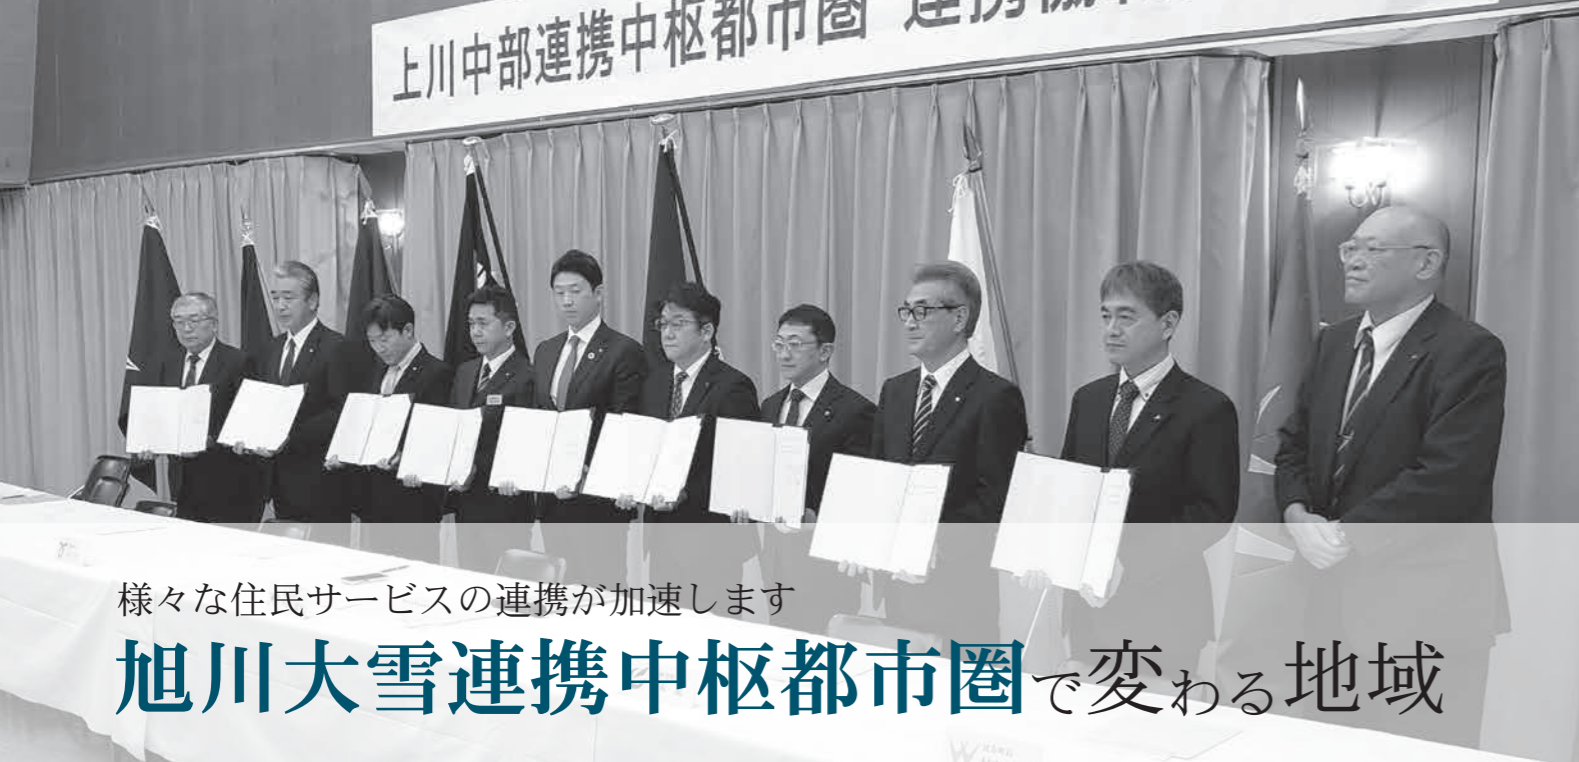 上川中部連携中枢都市圏
様々な住民サービスの連携が加速します
旭川大雪連携中枢都市圏で変わる地域